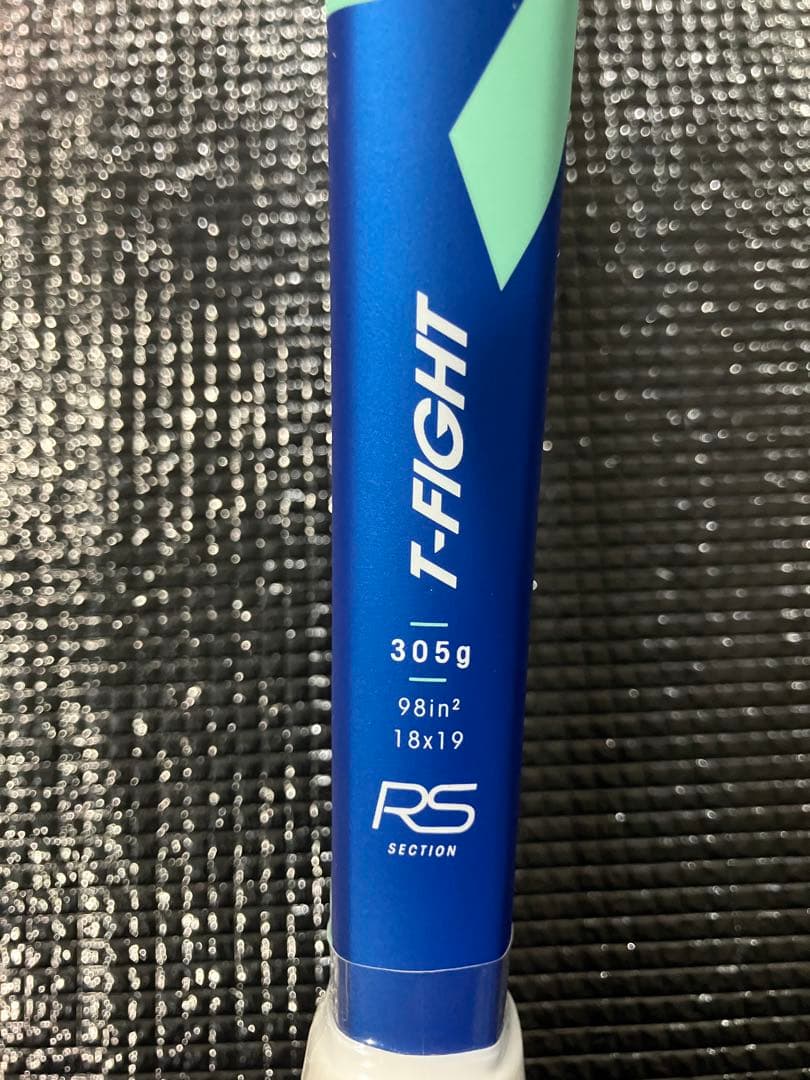 T-FIGHT
305g
98in²
18x19
RS
SECTION